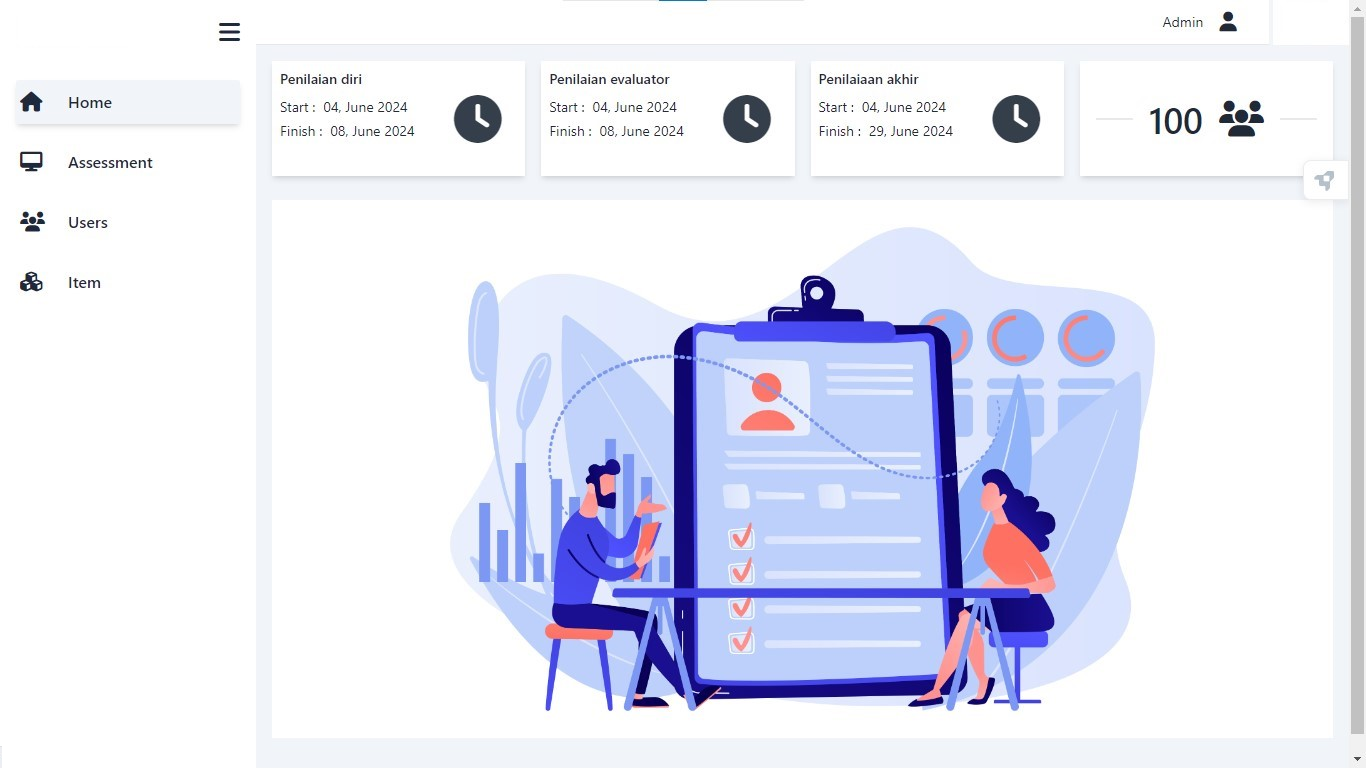 Admin
Home
Assessment
Users
Item
Penilaian diri
Start : 04, June 2024
Finish : 08, June 2024
Penilaian evaluator
Start : 04, June 2024
Finish : 08, June 2024
Penilaiaan akhir
Start : 04, June 2024
Finish : 29, June 2024
100